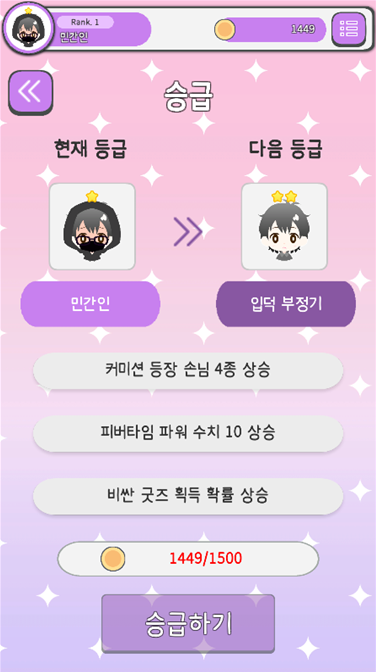 Rank. 1
민간인
1449
승급
현재 등급
다음 등급
민간인
입덕 부정기
커미션 등장 손님 4종 상승
피버타임 파워 수치 10 상승
비싼 굿즈 획득 확률 상승
1449/1500
승급하기